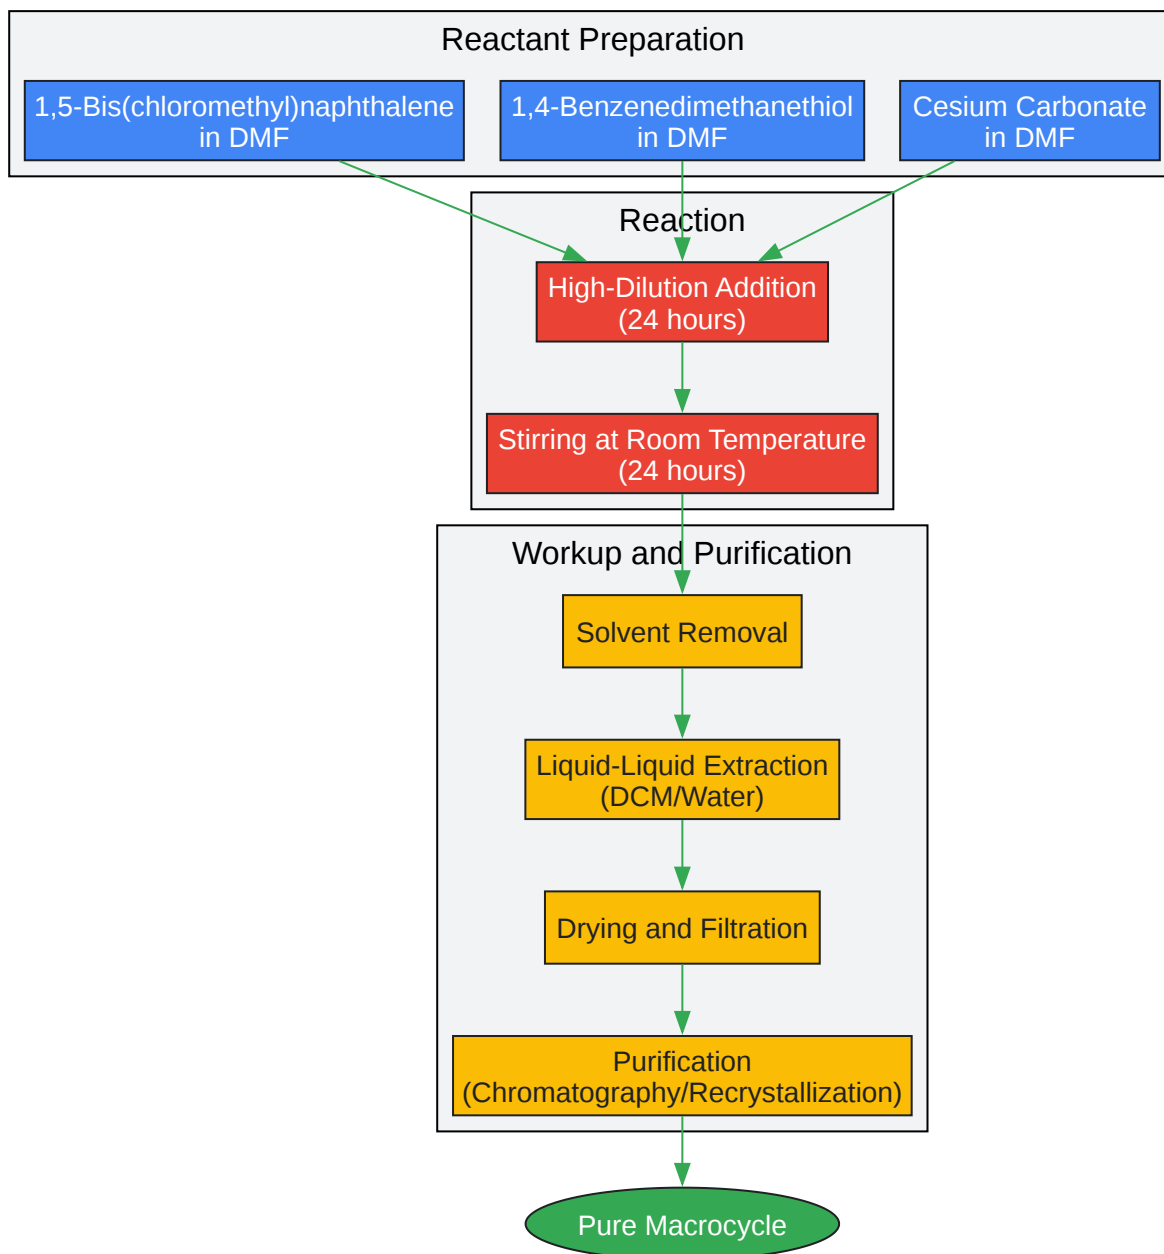 Reactant Preparation
1,5-Bis(chloromethyl)naphthalene
in DMF
1,4-Benzenedimethanethiol
in DMF
Cesium Carbonate
in DMF
Reaction
High-Dilution Addition
(24 hours)
Stirring at Room Temperature
(24 hours)
Workup and Purification
Solvent Removal
Liquid-Liquid Extraction
(DCM/Water)
Drying and Filtration
Purification
(Chromatography/Recrystallization)
Pure Macrocycle